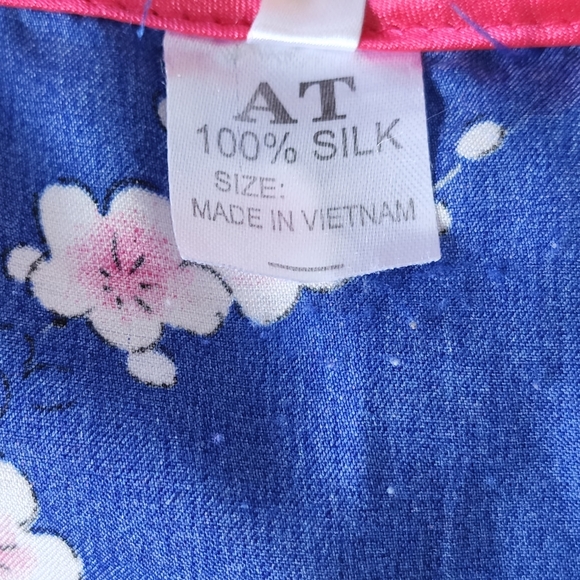 AT
100% SILK
SIZE:
MADE IN VIETNAM